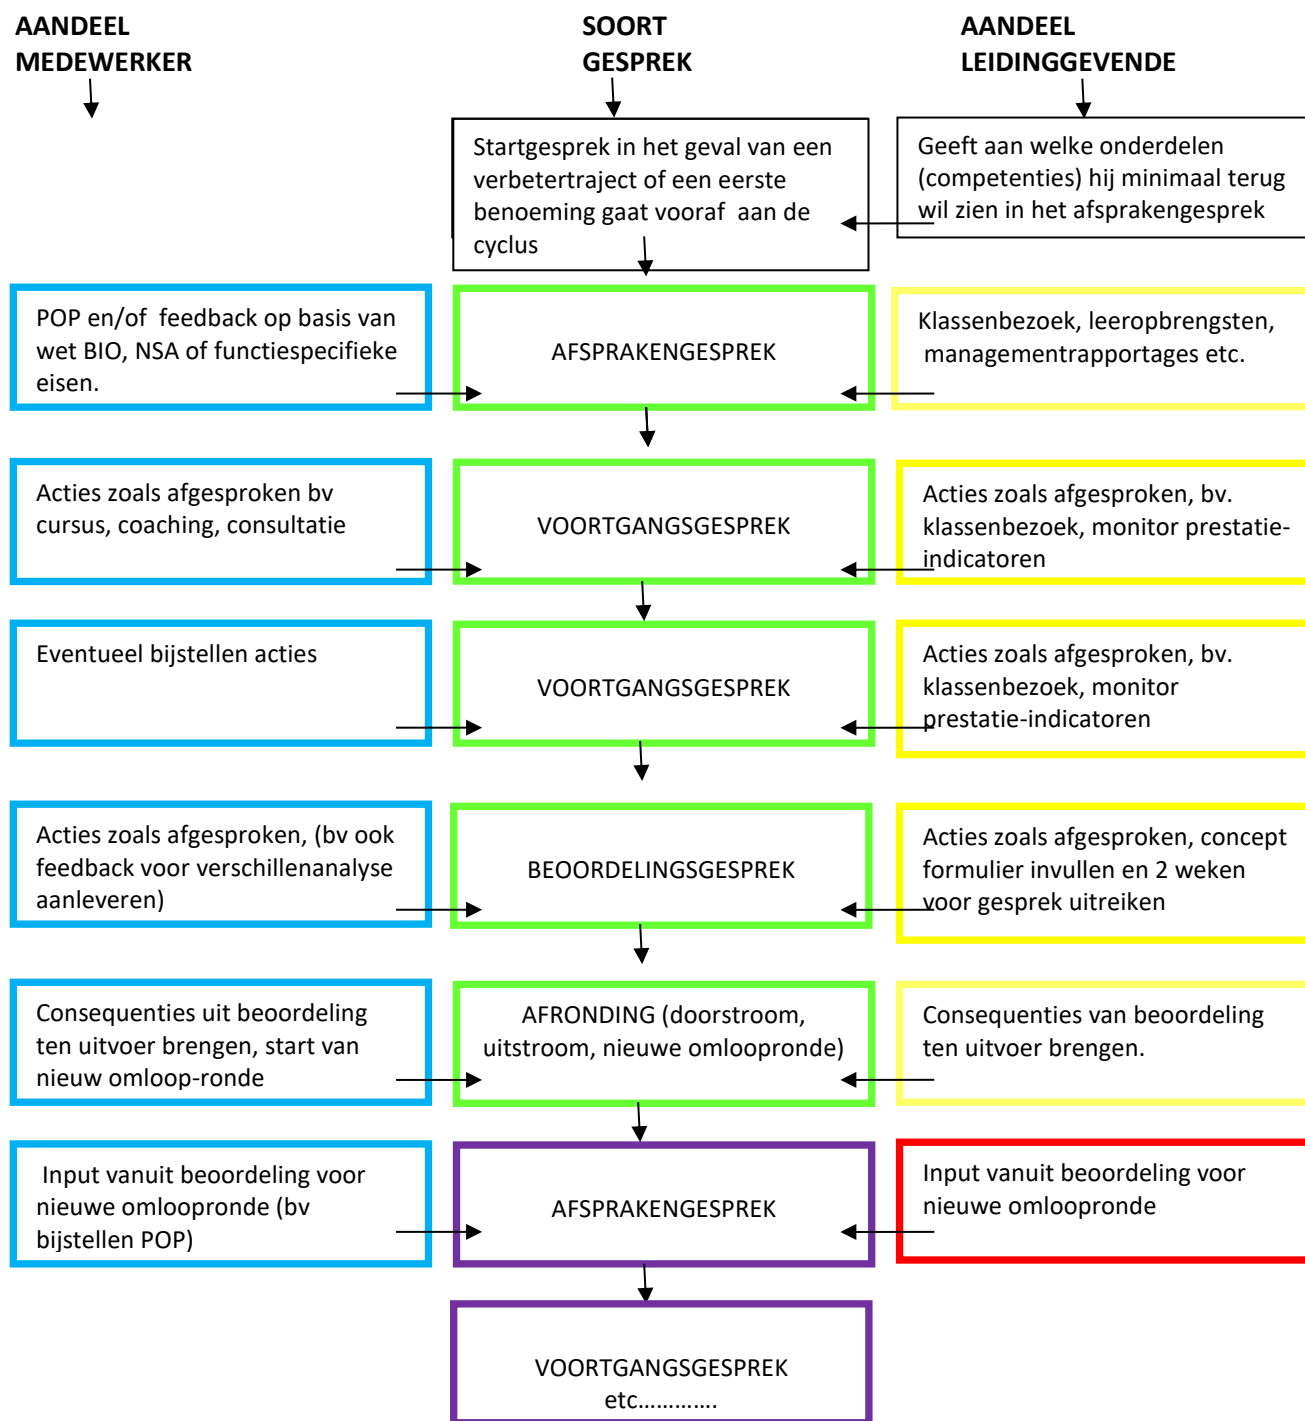 AANDEEL
MEDEWERKER
SOORT
GESPREK
AANDEEL
LEIDINGGEVENDE
Startgesprek in het geval van een
verbetertraject of een eerste
benoeming gaat vooraf  aan de
cyclus
Geeft aan welke onderdelen
(competenties) hij minimaal terug
wil zien in het afsprakengesprek
POP en/of  feedback op basis van
wet BIO, NSA of functiespecifieke
eisen.
AFSPRAKENGESPREK
Klassenbezoek, leeropbrengsten,
managementrapportages etc.
Acties zoals afgesproken bv
cursus, coaching, consultatie
VOORTGANGSGESPREK
Acties zoals afgesproken, bv.
klassenbezoek, monitor prestatie-
indicatoren
Eventueel bijstellen acties
VOORTGANGSGESPREK
Acties zoals afgesproken, bv.
klassenbezoek, monitor
prestatie-indicatoren
Acties zoals afgesproken, (bv ook
feedback voor verschillenanalyse
aanleveren)
BEOORDELINGSGESPREK
Acties zoals afgesproken, concept
formulier invullen en 2 weken
voor gesprek uitreiken
Consequenties uit beoordeling
ten uitvoer brengen, start van
nieuw omloop-ronde
AFRONDING (doorstroom,
uitstroom, nieuwe omloopronde)
Consequenties van beoordeling
ten uitvoer brengen.
Input vanuit beoordeling voor
nieuwe omloopronde (bv
bijstellen POP)
AFSPRAKENGESPREK
Input vanuit beoordeling voor
nieuwe omloopronde
VOORTGANGSGESPREK
etc.............